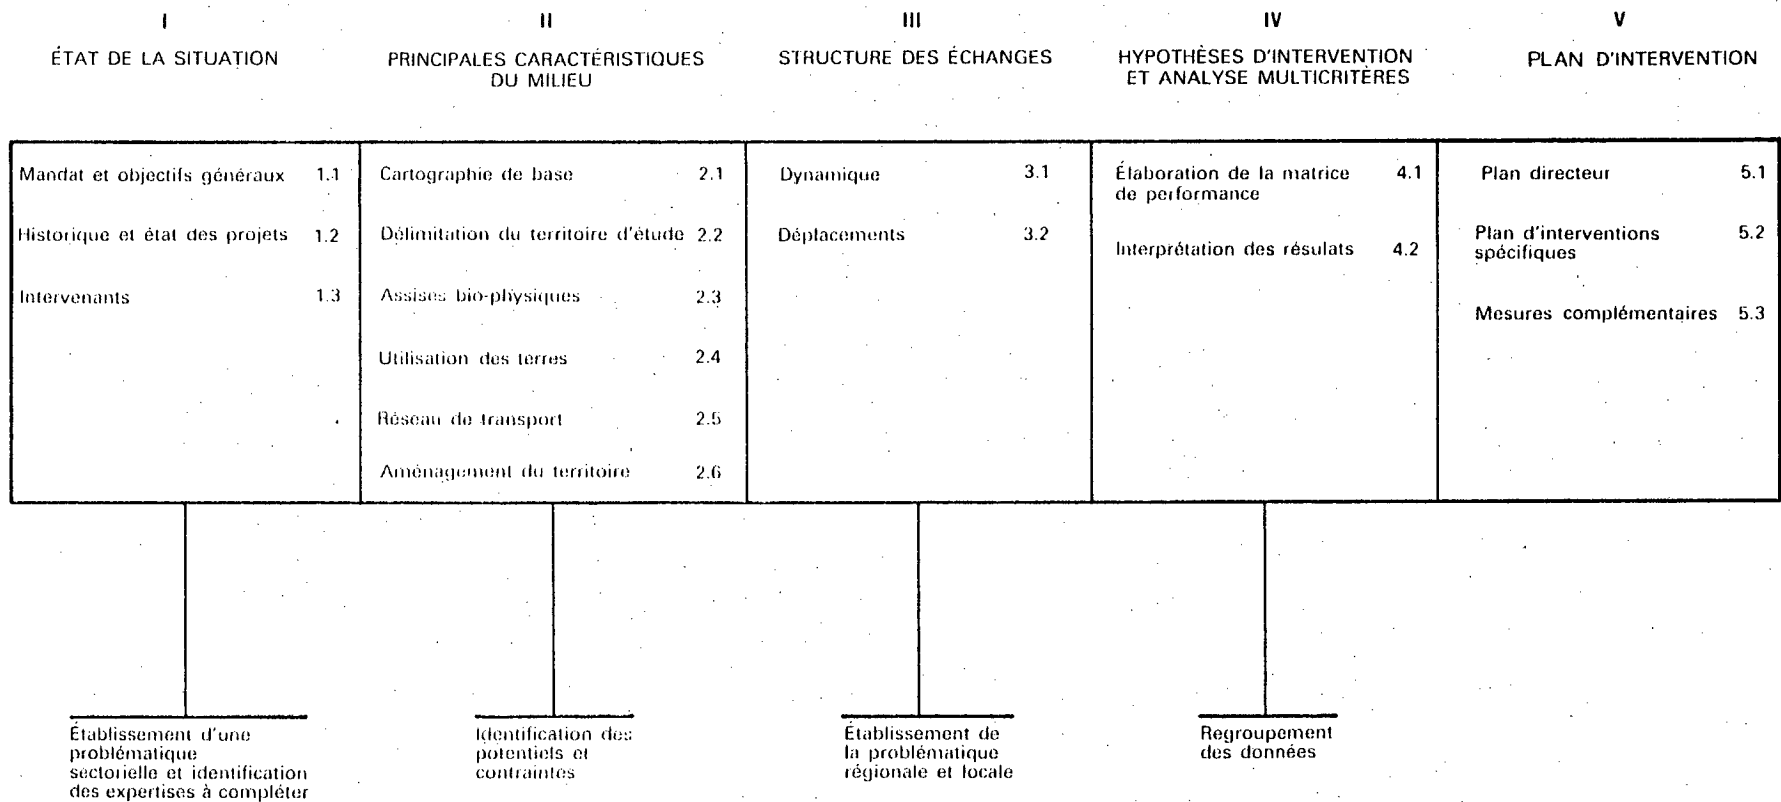 I
ÉTAT DE LA SITUATION
II
PRINCIPALES CARACTÉRISTIQUES
DU MILIEU
III
STRUCTURE DES ÉCHANGES
IV
HYPOTHÈSES D'INTERVENTION
ET ANALYSE MULTICRITÈRES
V
PLAN D'INTERVENTION
Mandat et objectifs généraux 1.1
Historique et état des projets 1.2
Intervenants 1.3
Cartographie de base 2.1
Délimitation du territoire d'étude 2.2
Assises bio-physiques 2.3
Utilisation des terres 2.4
Réseau de transport 2.5
Aménagement du territoire 2.6
Dynamique 3.1
Déplacements 3.2
Élaboration de la matrice 4.1
de performance
Interprétation des résulats 4.2
Plan directeur 5.1
Plan d'interventions 5.2
spécifiques
Mesures complémentaires 5.3
Établissement d'une
problématique
sectorielle et identification
des expertises à compléter
Identification des
potentiels et
contraintes
Établissement de
la problématique
régionale et locale
Regroupement
des données